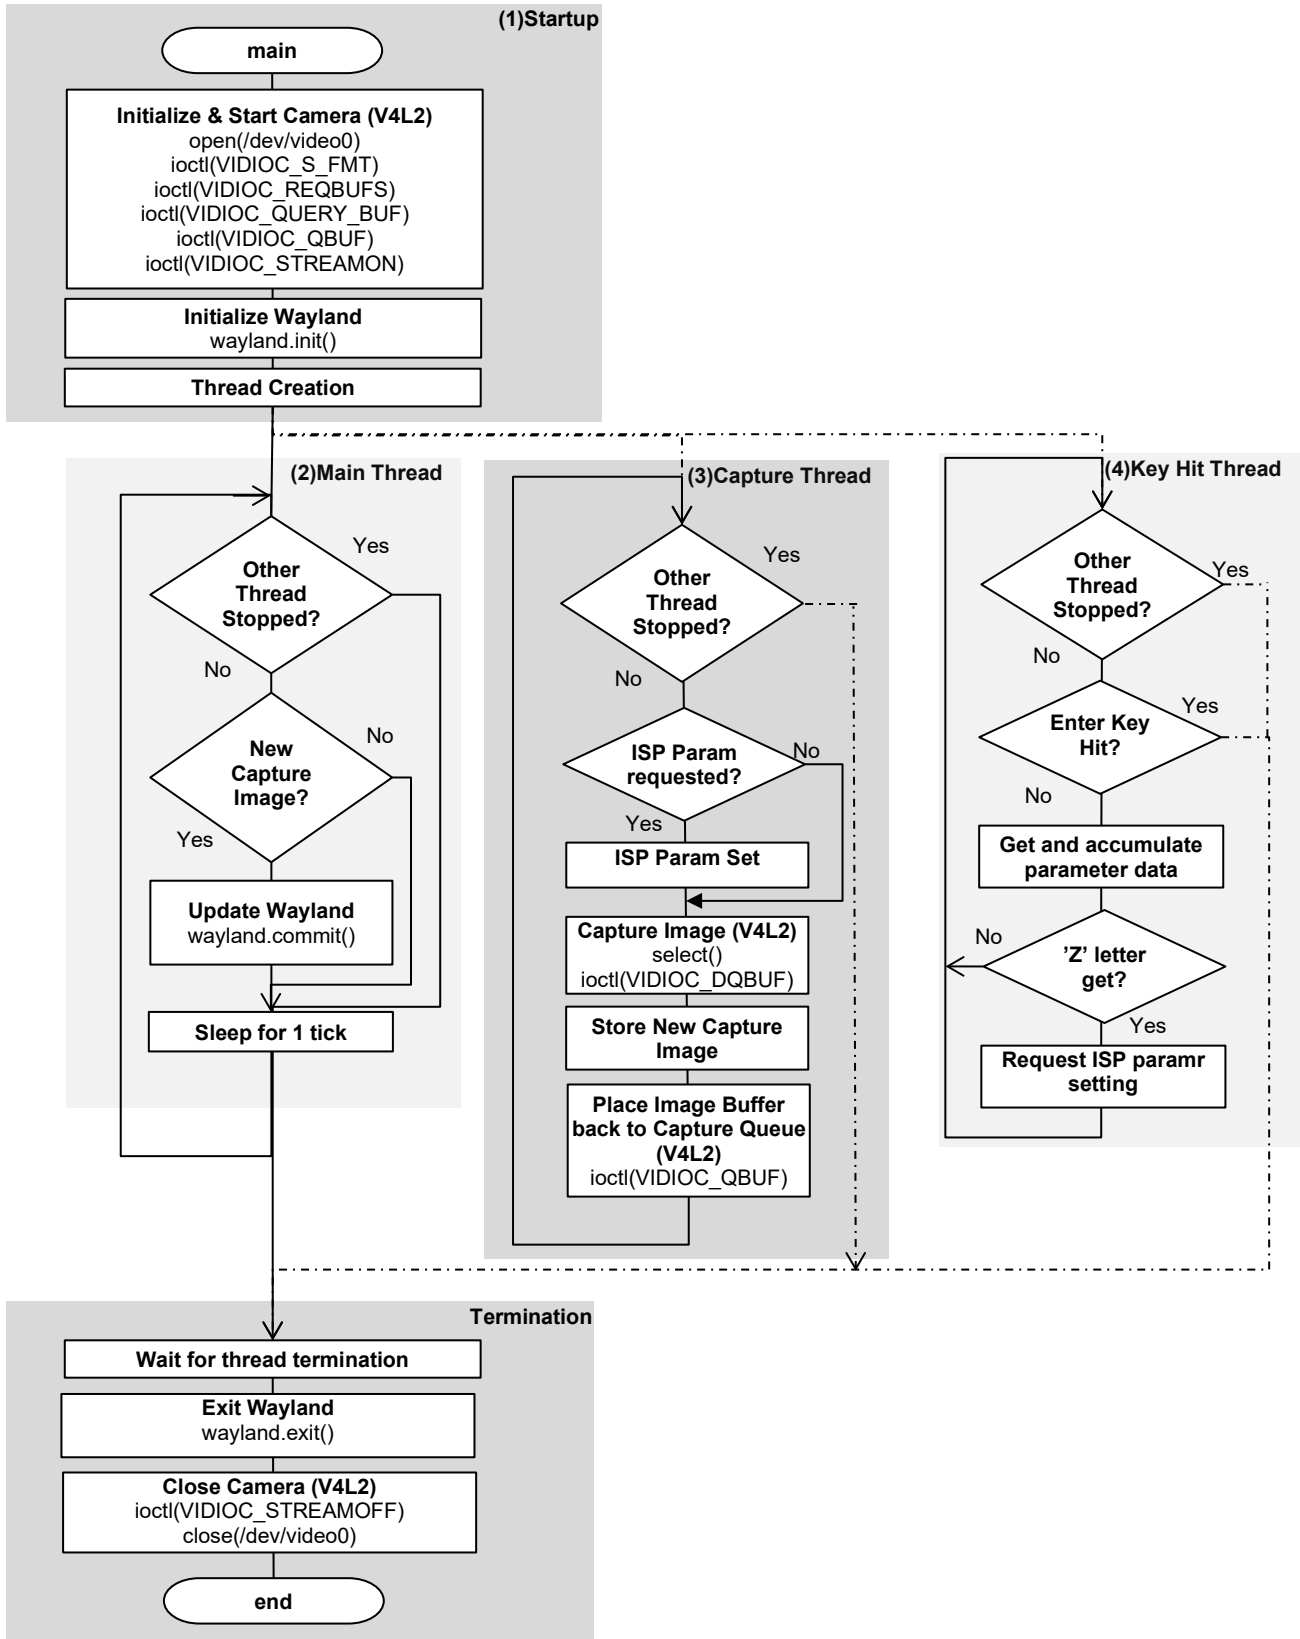 (1)Startup
main
Initialize & Start Camera (V4L2)
open(/dev/video0)
ioctl(VIDIOC_S_FMT)
ioctl(VIDIOC_REQBUFS)
ioctl(VIDIOC_QUERY_BUF)
ioctl(VIDIOC_QBUF)
ioctl(VIDIOC_STREAMON)
Initialize Wayland
wayland.init()
Thread Creation
(2)Main Thread
Other
Thread
Stopped?
Yes
No
New
Capture
Image?
No
Yes
Update Wayland
wayland.commit()
Sleep for 1 tick
(3)Capture Thread
Other
Thread
Stopped?
Yes
No
ISP Param
requested?
No
Yes
ISP Param Set
Capture Image (V4L2)
select()
ioctl(VIDIOC_DQBUF)
Store New Capture
Image
Place Image Buffer
back to Capture Queue
(V4L2)
ioctl(VIDIOC_QBUF)
(4)Key Hit Thread
Other
Thread
Stopped?
Yes
No
Enter Key
Hit?
Yes
No
Get and accumulate
parameter data
’Z’ letter
get?
No
Yes
Request ISP paramr
setting
Termination
Wait for thread termination
Exit Wayland
wayland.exit()
Close Camera (V4L2)
ioctl(VIDIOC_STREAMOFF)
close(/dev/video0)
end